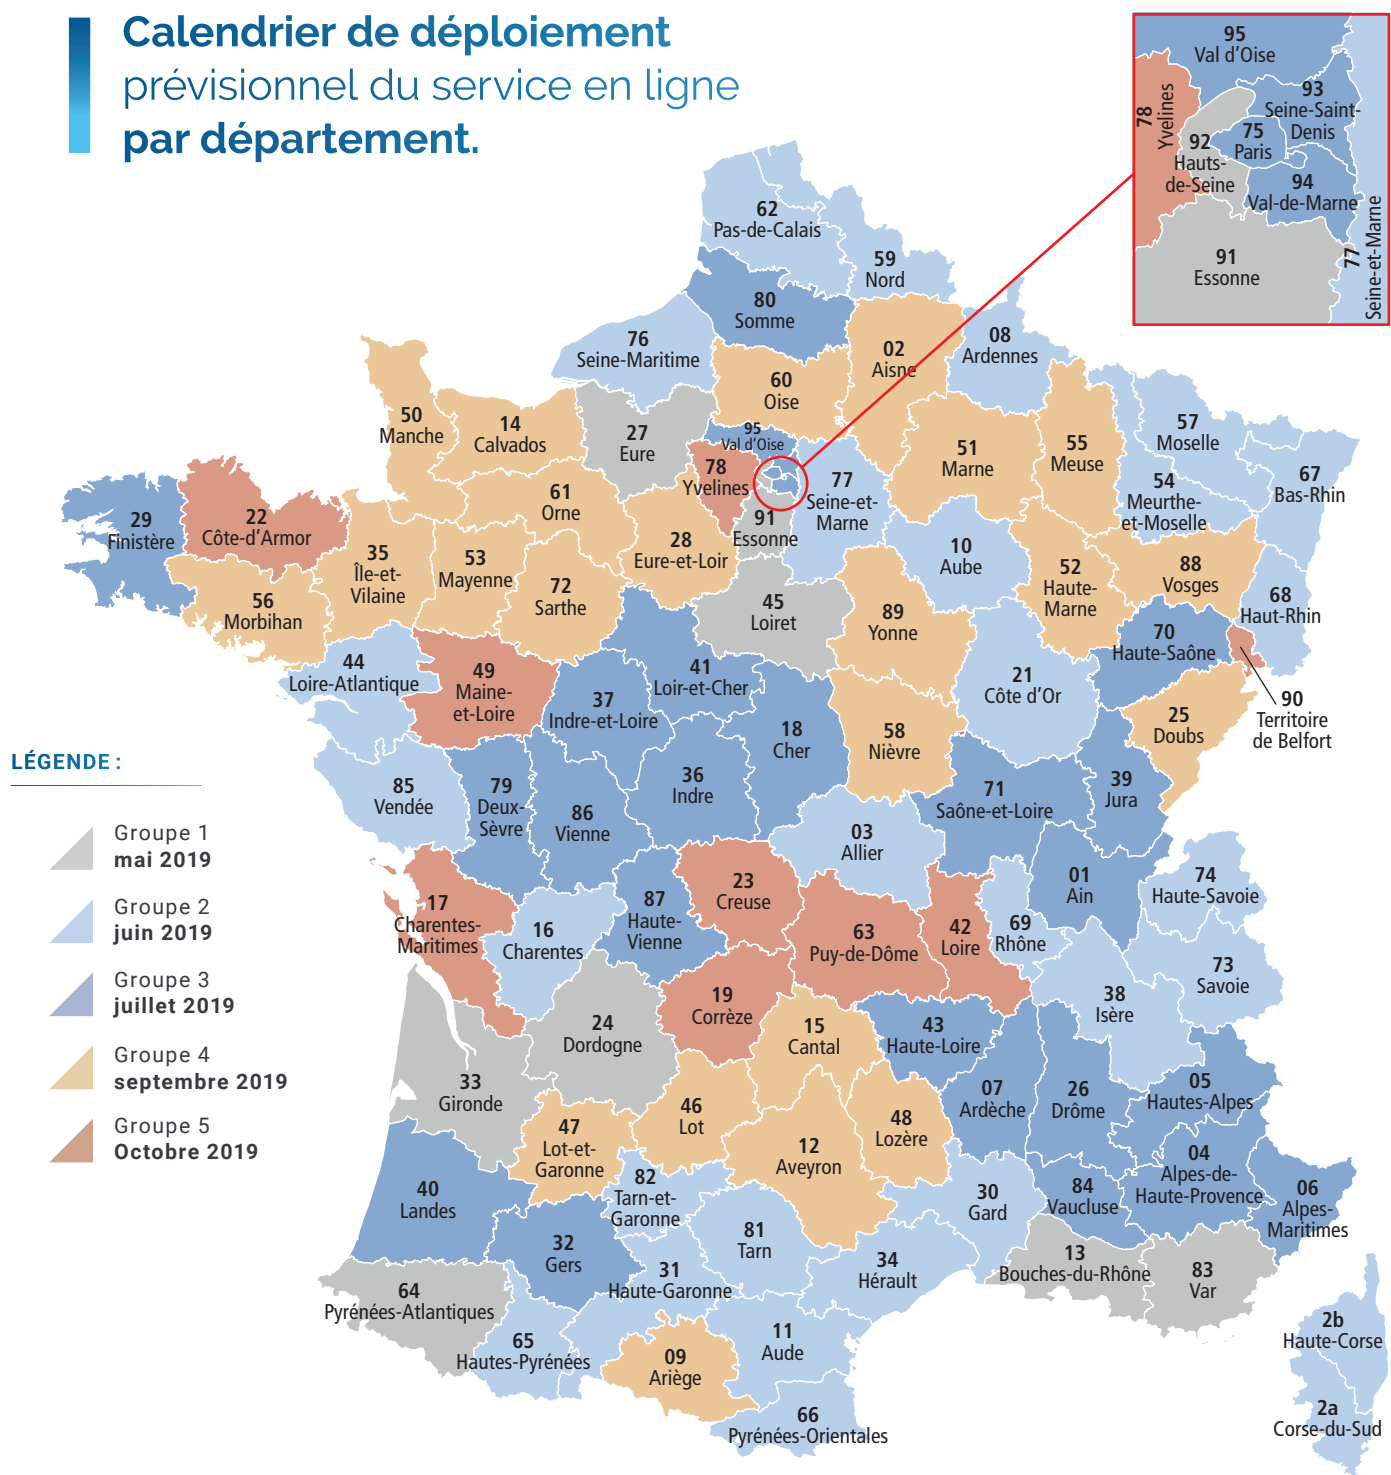 Calendrier de déploiement
prévisionnel du service en ligne
par département.
95
Val d'Oise
78
Yvelines
93
Seine-Saint-
Denis
92
Hauts-
de-Seine
75
Paris
94
Val-de-Marne
91
Essonne
77
Seine-et-Marne
62
Pas-de-Calais
59
Nord
80
Somme
76
Seine-Maritime
02
Aisne
08
Ardennes
60
Oise
50
Manche
14
Calvados
27
Eure
95
Val d'Oise
78
Yvelines
77
Seine-et-
Marne
51
Marne
55
Meuse
57
Moselle
54
Meurthe-
et-Moselle
67
Bas-Rhin
29
Finistère
22
Côte-d'Armor
61
Orne
91
Essonne
35
Île-et-
Vilaine
53
Mayenne
72
Sarthe
28
Eure-et-Loir
10
Aube
52
Haute-
Marne
88
Vosges
68
Haut-Rhin
56
Morbihan
45
Loiret
89
Yonne
70
Haute-Saône
44
Loire-Atlantique
49
Maine-
et-Loire
41
Loir-et-Cher
37
Indre-et-Loire
21
Côte d'Or
90
Territoire
de Belfort
25
Doubs
18
Cher
58
Nièvre
LÉGENDE :
85
Vendée
79
Deux-
Sèvre
86
Vienne
36
Indre
71
Saône-et-Loire
39
Jura
Groupe 1
mai 2019
03
Allier
Groupe 2
juin 2019
17
Charentes-
Maritimes
16
Charentes
87
Haute-
Vienne
23
Creuse
63
Puy-de-Dôme
42
Loire
69
Rhône
01
Ain
74
Haute-Savoie
Groupe 3
juillet 2019
19
Corrèze
38
Isère
73
Savoie
Groupe 4
septembre 2019
24
Dordogne
15
Cantal
43
Haute-Loire
33
Gironde
07
Ardèche
26
Drôme
05
Hautes-Alpes
Groupe 5
Octobre 2019
47
Lot-et-
Garonne
46
Lot
12
Aveyron
48
Lozère
04
Alpes-de-
Haute-Provence
40
Landes
82
Tarn-et-
Garonne
30
Gard
84
Vaucluse
06
Alpes-
Maritimes
32
Gers
81
Tarn
31
Haute-Garonne
34
Hérault
13
Bouches-du-Rhône
83
Var
64
Pyrénées-Atlantiques
65
Hautes-Pyrénées
09
Ariège
11
Aude
2b
Haute-Corse
66
Pyrénées-Orientales
2a
Corse-du-Sud